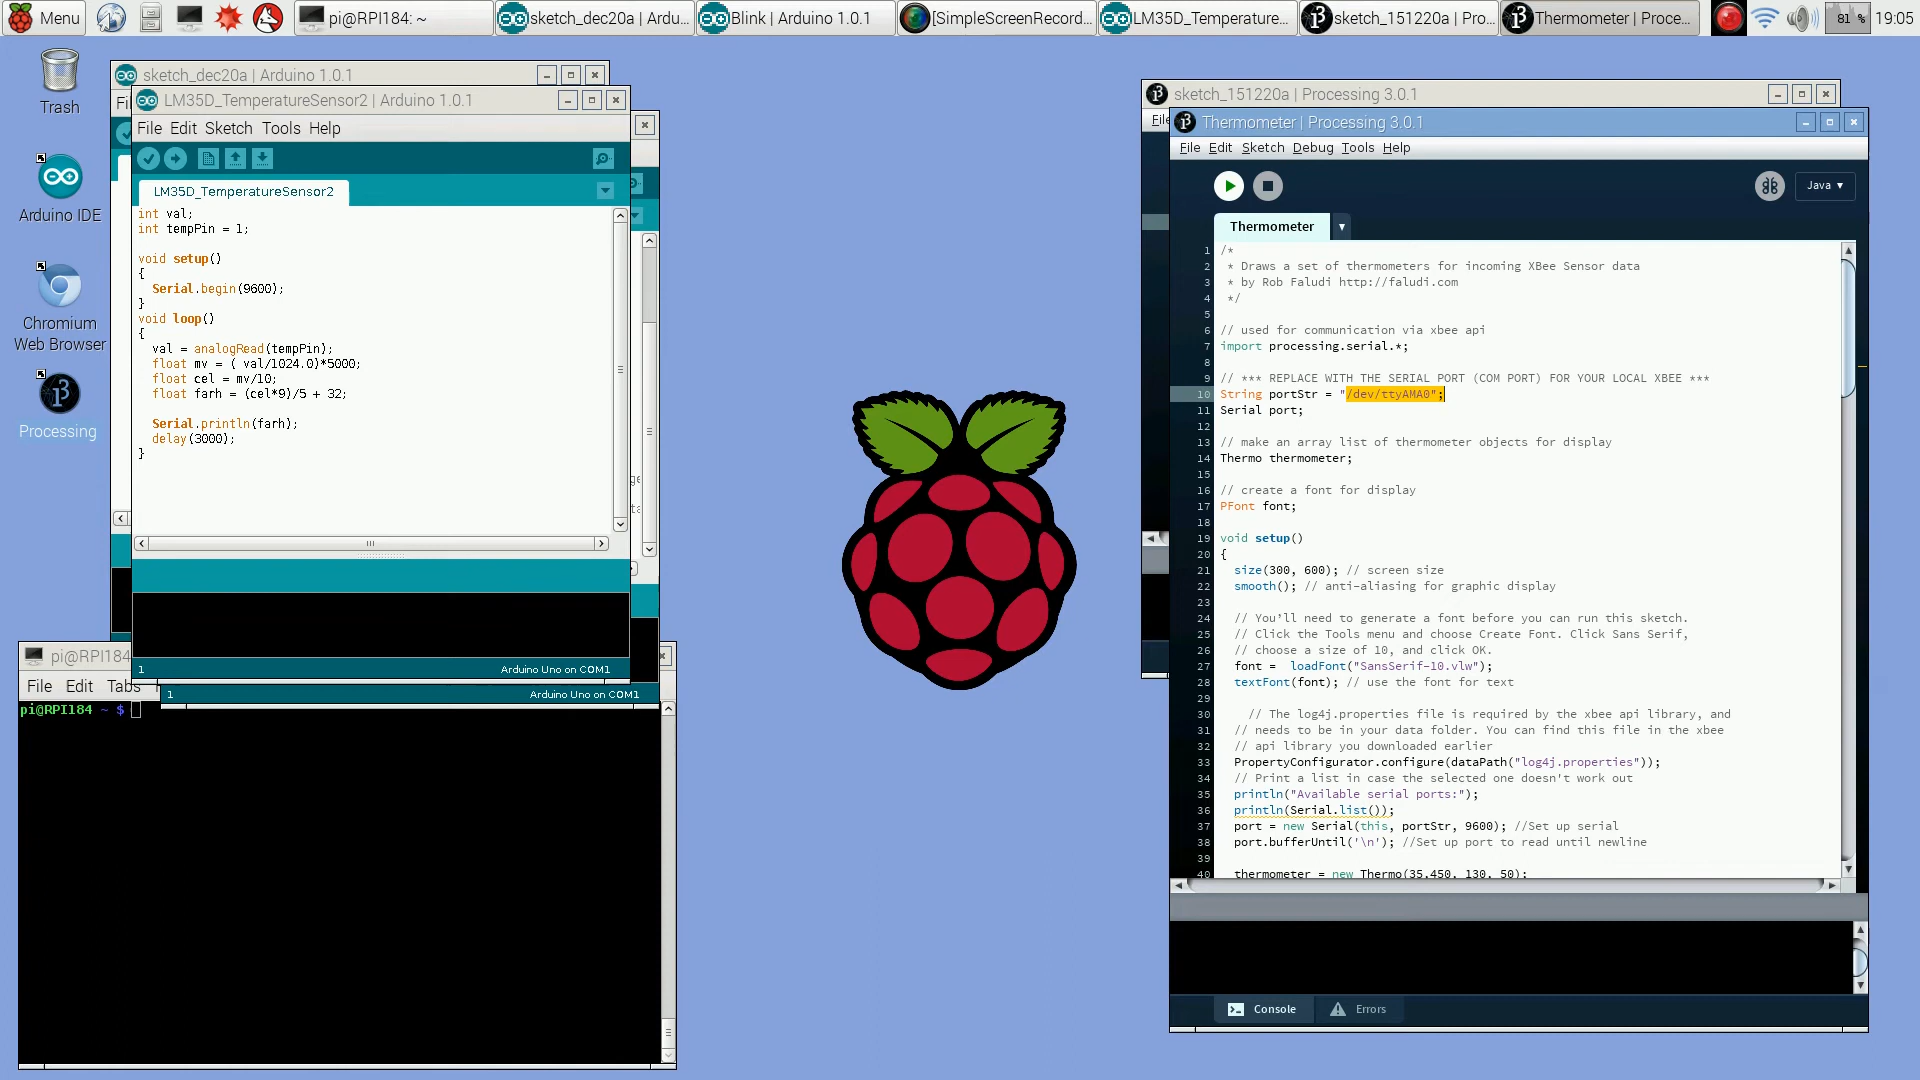 Menu
pi@RPI184: ~
sketch_dec20a | Ardu...
Blink | Arduino 1.0.1
[SimpleScreenRecord...
LM35D_Temperature...
sketch_151220a | Pro...
Thermometer | Proce...
81 %
19:05
Trash
Arduino IDE
Chromium
Web Browser
Processing
sketch_dec20a | Arduino 1.0.1
LM35D_TemperatureSensor2 | Arduino 1.0.1
File Edit Sketch Tools Help
LM35D_TemperatureSensor2
int val;
int tempPin = 1;
void setup()
{
Serial.begin(9600);
}
void loop()
{
val = analogRead(tempPin);
float mv = ( val/1024.0)*5000;
float cel = mv/10;
float farh = (cel*9)/5 + 32;
Serial.println(farh);
delay(3000);
}
1
Arduino Uno on COM1
1
Arduino Uno on COM1
pi@RPI184
File Edit Tabs
pi@RPI184 ~ $
sketch_151220a | Processing 3.0.1
File
Thermometer | Processing 3.0.1
File Edit Sketch Debug Tools Help
Java
Thermometer
1 /*
2 * Draws a set of thermometers for incoming XBee Sensor data
3 * by Rob Faludi http://faludi.com
4 */
5
6 // used for communication via xbee api
7 import processing.serial.*;
8
9 // *** REPLACE WITH THE SERIAL PORT (COM PORT) FOR YOUR LOCAL XBEE ***
10 String portStr = "/dev/ttyAMA0";
11 Serial port;
12
13 // make an array list of thermometer objects for display
14 Thermo thermometer;
15
16 // create a font for display
17 PFont font;
18
19 void setup()
20 {
21 size(300, 600); // screen size
22 smooth(); // anti-aliasing for graphic display
23
24 // You’ll need to generate a font before you can run this sketch.
25 // Click the Tools menu and choose Create Font. Click Sans Serif,
26 // choose a size of 10, and click OK.
27 font =  loadFont("SansSerif-10.vlw");
28 textFont(font); // use the font for text
29
30 // The log4j.properties file is required by the xbee api library, and
31 // needs to be in your data folder. You can find this file in the xbee
32 // api library you downloaded earlier
33 PropertyConfigurator.configure(dataPath("log4j.properties"));
34 // Print a list in case the selected one doesn't work out
35 println("Available serial ports:");
36 println(Serial.list());
37 port = new Serial(this, portStr, 9600); //Set up serial
38 port.bufferUntil('\n'); //Set up port to read until newline
39
40 thermometer = new Thermo(35,450, 130, 50);
Console
Errors